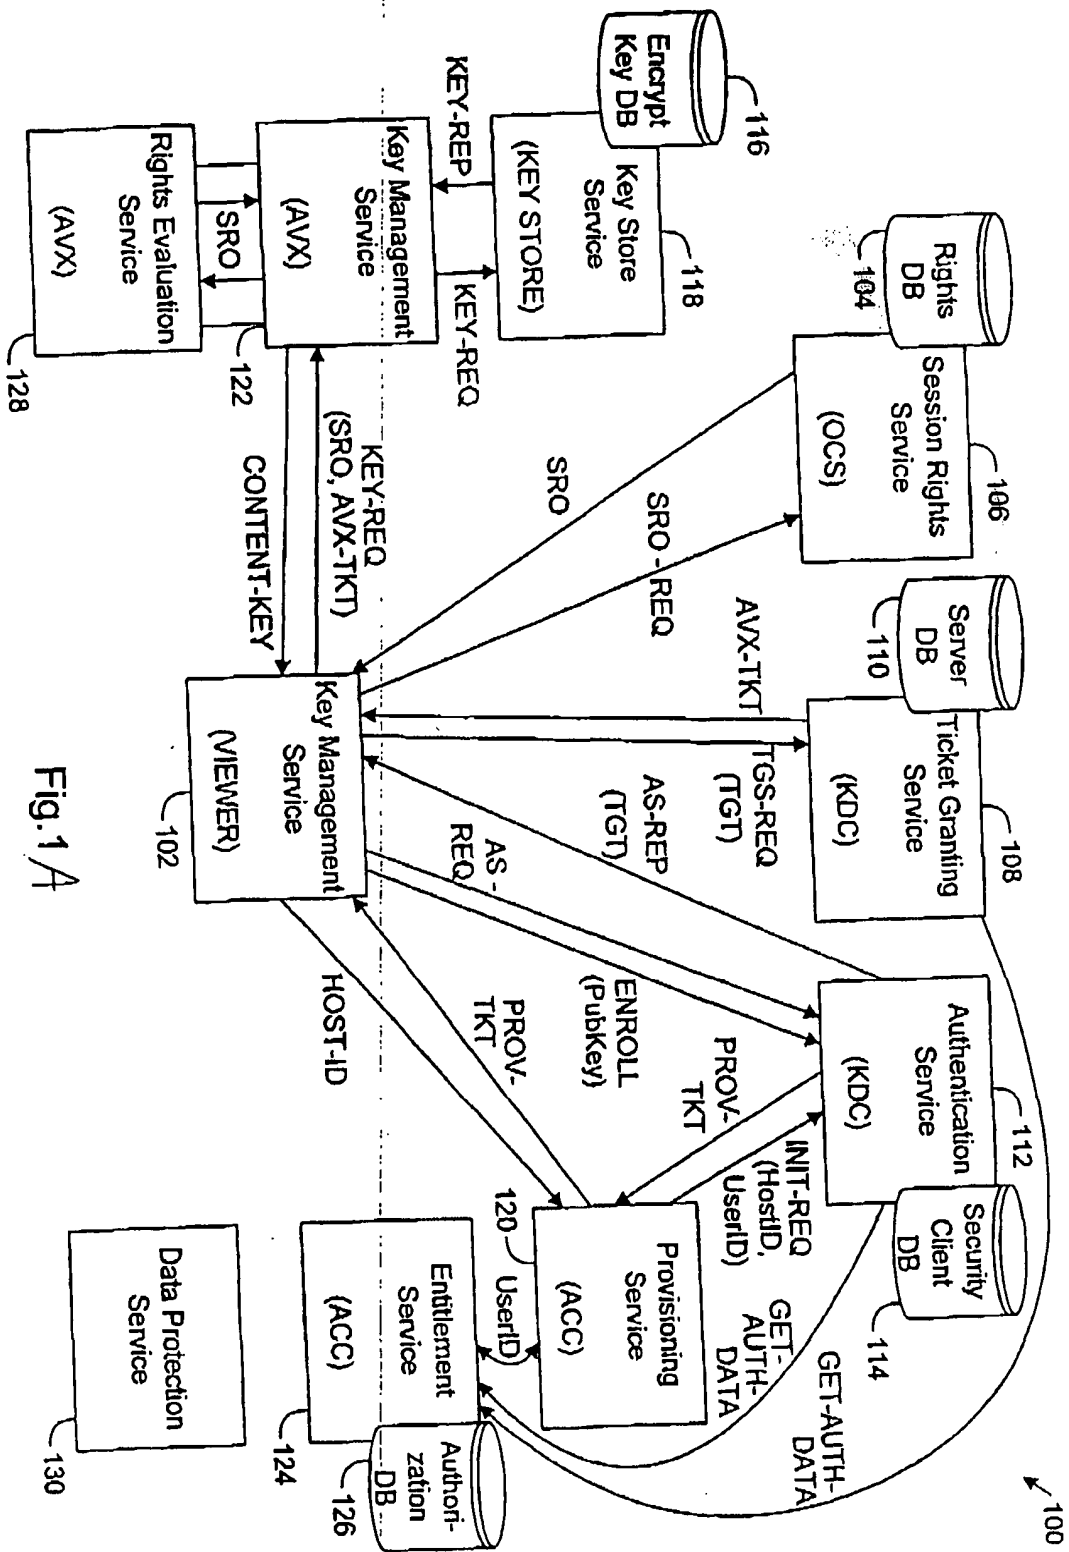 100
Rights
DB
104
Session Rights
Service
(OCS)
106
Server
DB
110
Ticket Granting
Service
(KDC)
108
Authentication
Service
(KDC)
112
Security
Client
DB
114
Encrypt
Key DB
116
Key Store
Service
(KEY STORE)
118
KEY-REP
KEY-REQ
Key Management
Service
(AVX)
122
SRO
Rights Evaluation
Service
(AVX)
128
KEY-REQ
(SRO, AVX-TKT)
CONTENT-KEY
SRO
SRO - REQ
AVX-TKT
TGS-REQ
(TGT)
AS-REP
(TGT)
AS -
REQ
ENROLL
(PubKey)
PROV-
TKT
INIT-REQ
(HostID,
UserID)
GET-
AUTH-
DATA
GET-AUTH-
DATA
PROV-
TKT
HOST-ID
Key Management
Service
(VIEWER)
102
Provisioning
Service
(ACC)
120
UserID
Entitlement
Service
(ACC)
124
Authori-
zation
DB
126
Data Protection
Service
130
Fig.1 A